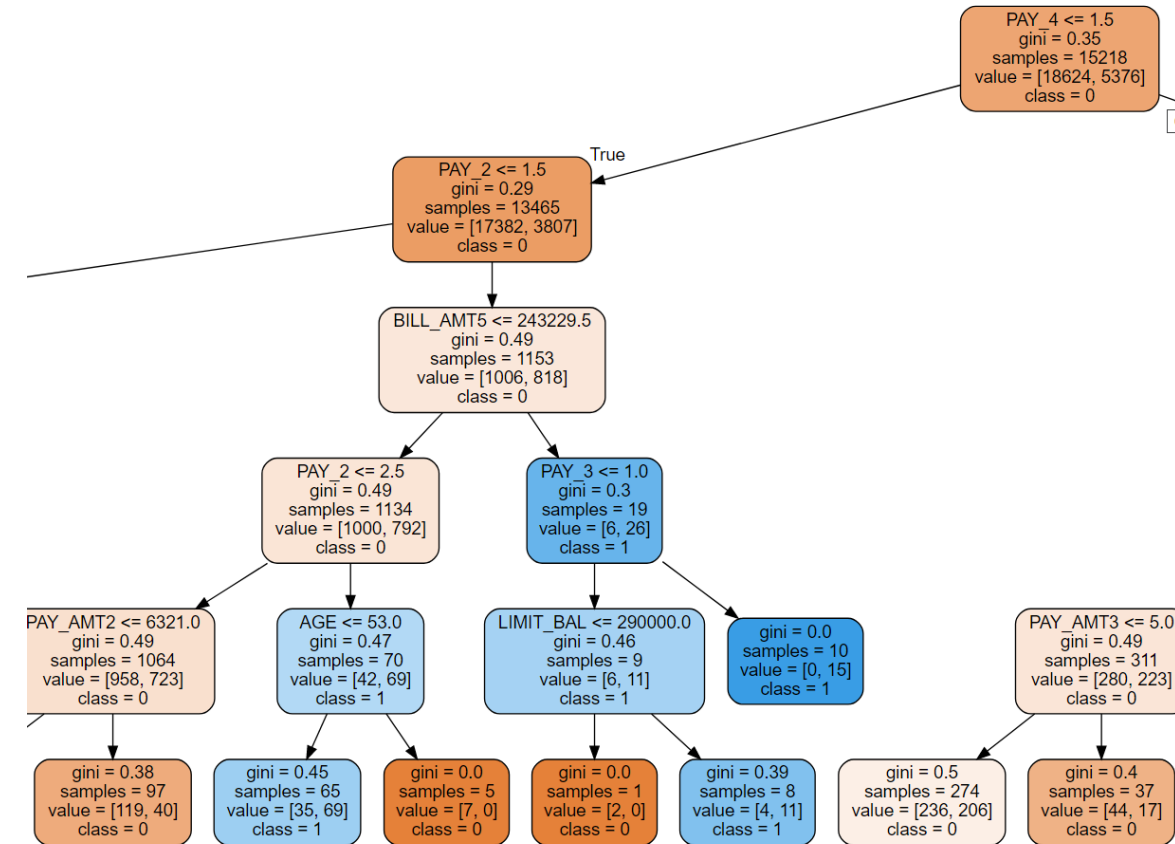 PAY_4 <= 1.5
gini = 0.35
samples = 15218
value = [18624, 5376]
class = 0
True
PAY_2 <= 1.5
gini = 0.29
samples = 13465
value = [17382, 3807]
class = 0
BILL_AMT5 <= 243229.5
gini = 0.49
samples = 1153
value = [1006, 818]
class = 0
PAY_2 <= 2.5
gini = 0.49
samples = 1134
value = [1000, 792]
class = 0
PAY_3 <= 1.0
gini = 0.3
samples = 19
value = [6, 26]
class = 1
PAY_AMT2 <= 6321.0
gini = 0.49
samples = 1064
value = [958, 723]
class = 0
AGE <= 53.0
gini = 0.47
samples = 70
value = [42, 69]
class = 1
LIMIT_BAL <= 290000.0
gini = 0.46
samples = 9
value = [6, 11]
class = 1
gini = 0.0
samples = 10
value = [0, 15]
class = 1
PAY_AMT3 <= 5.0
gini = 0.49
samples = 311
value = [280, 223]
class = 0
gini = 0.38
samples = 97
value = [119, 40]
class = 0
gini = 0.45
samples = 65
value = [35, 69]
class = 1
gini = 0.0
samples = 5
value = [7, 0]
class = 0
gini = 0.0
samples = 1
value = [2, 0]
class = 0
gini = 0.39
samples = 8
value = [4, 11]
class = 1
gini = 0.5
samples = 274
value = [236, 206]
class = 0
gini = 0.4
samples = 37
value = [44, 17]
class = 0